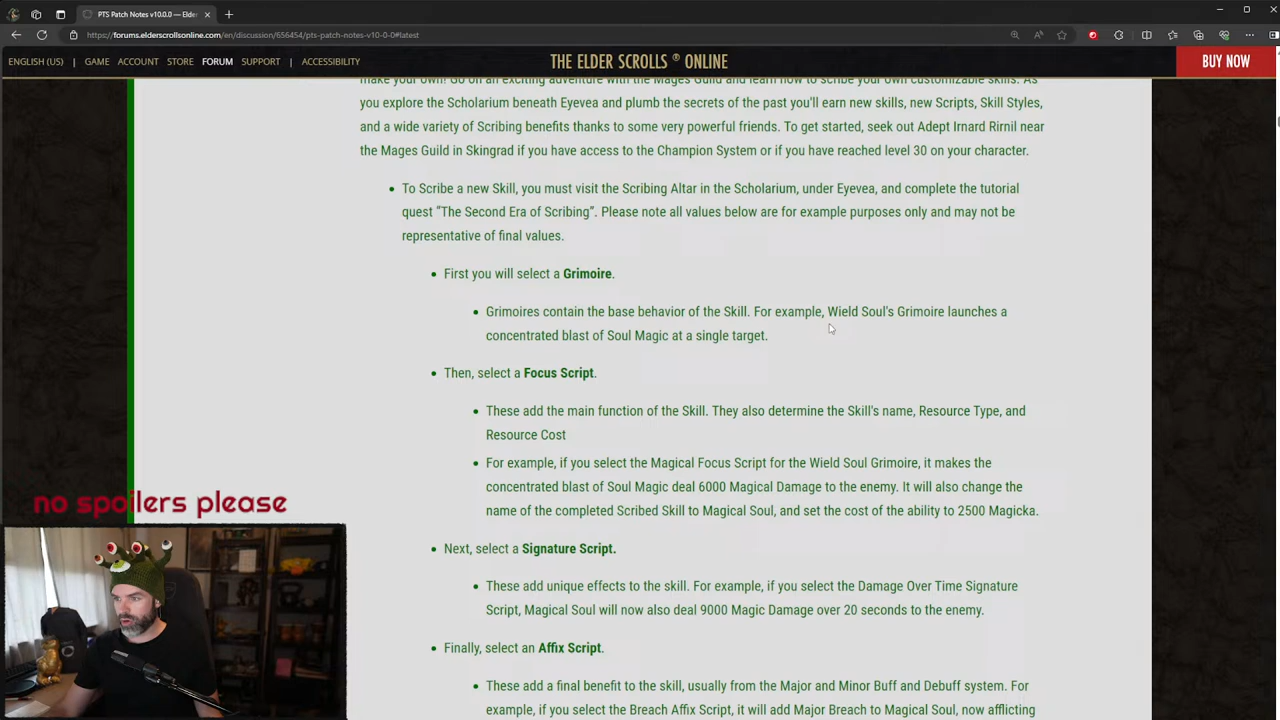 PTS Patch Notes v10.0.0 — Elder
https://forums.elderscrollsonline.com/en/discussion/656454/pts-patch-notes-v10-0-0#latest
ENGLISH (US) | GAME ACCOUNT STORE FORUM SUPPORT | ACCESSIBILITY
THE ELDER SCROLLS ® ONLINE
BUY NOW
make your own! Go on an exciting adventure with the Mages Guild and learn how to scribe your own customizable skills. As
you explore the Scholarium beneath Eyevea and plumb the secrets of the past you'll earn new skills, new Scripts, Skill Styles,
and a wide variety of Scribing benefits thanks to some very powerful friends. To get started, seek out Adept Irnard Rirnil near
the Mages Guild in Skingrad if you have access to the Champion System or if you have reached level 30 on your character.
• To Scribe a new Skill, you must visit the Scribing Altar in the Scholarium, under Eyevea, and complete the tutorial
quest “The Second Era of Scribing”. Please note all values below are for example purposes only and may not be
representative of final values.
• First you will select a Grimoire.
• Grimoires contain the base behavior of the Skill. For example, Wield Soul's Grimoire launches a
concentrated blast of Soul Magic at a single target.
• Then, select a Focus Script.
• These add the main function of the Skill. They also determine the Skill's name, Resource Type, and
Resource Cost
• For example, if you select the Magical Focus Script for the Wield Soul Grimoire, it makes the
concentrated blast of Soul Magic deal 6000 Magical Damage to the enemy. It will also change the
name of the completed Scribed Skill to Magical Soul, and set the cost of the ability to 2500 Magicka.
no spoilers please
• Next, select a Signature Script.
• These add unique effects to the skill. For example, if you select the Damage Over Time Signature
Script, Magical Soul will now also deal 9000 Magic Damage over 20 seconds to the enemy.
• Finally, select an Affix Script.
• These add a final benefit to the skill, usually from the Major and Minor Buff and Debuff system. For
example, if you select the Breach Affix Script, it will add Major Breach to Magical Soul, now afflicting